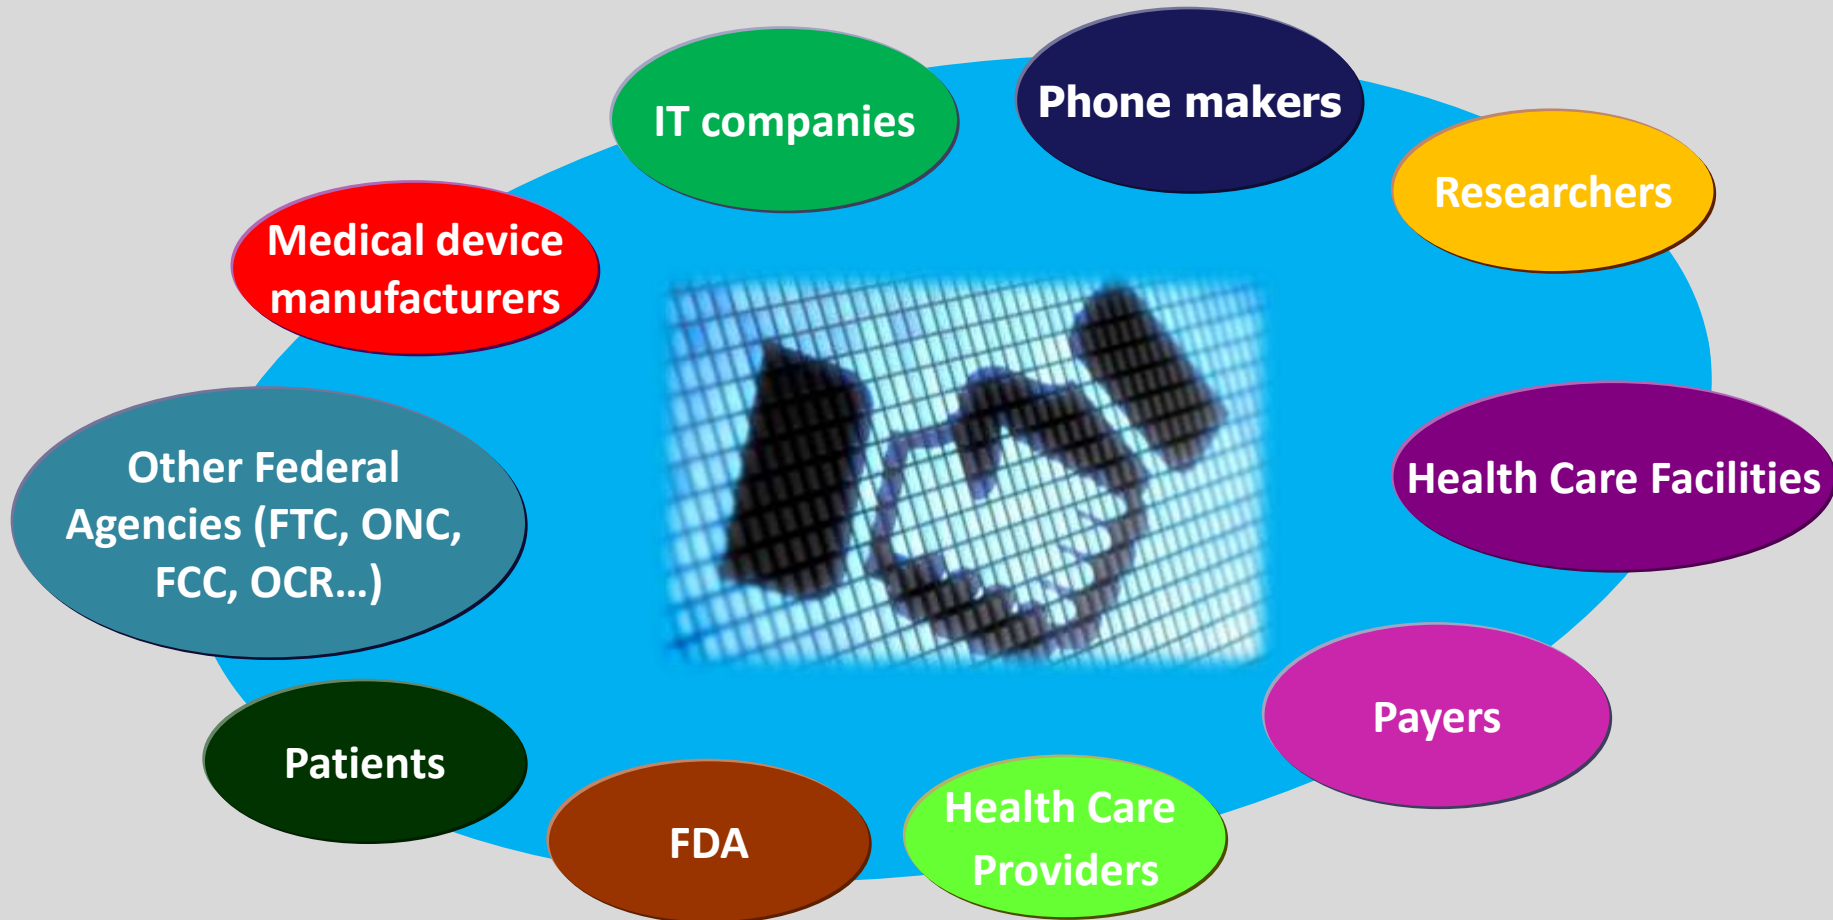 IT companies
Phone makers
Researchers
Medical device
manufacturers
Other Federal
Agencies (FTC, ONC,
FCC, OCR...)
Health Care Facilities
Payers
Patients
FDA
Health Care
Providers